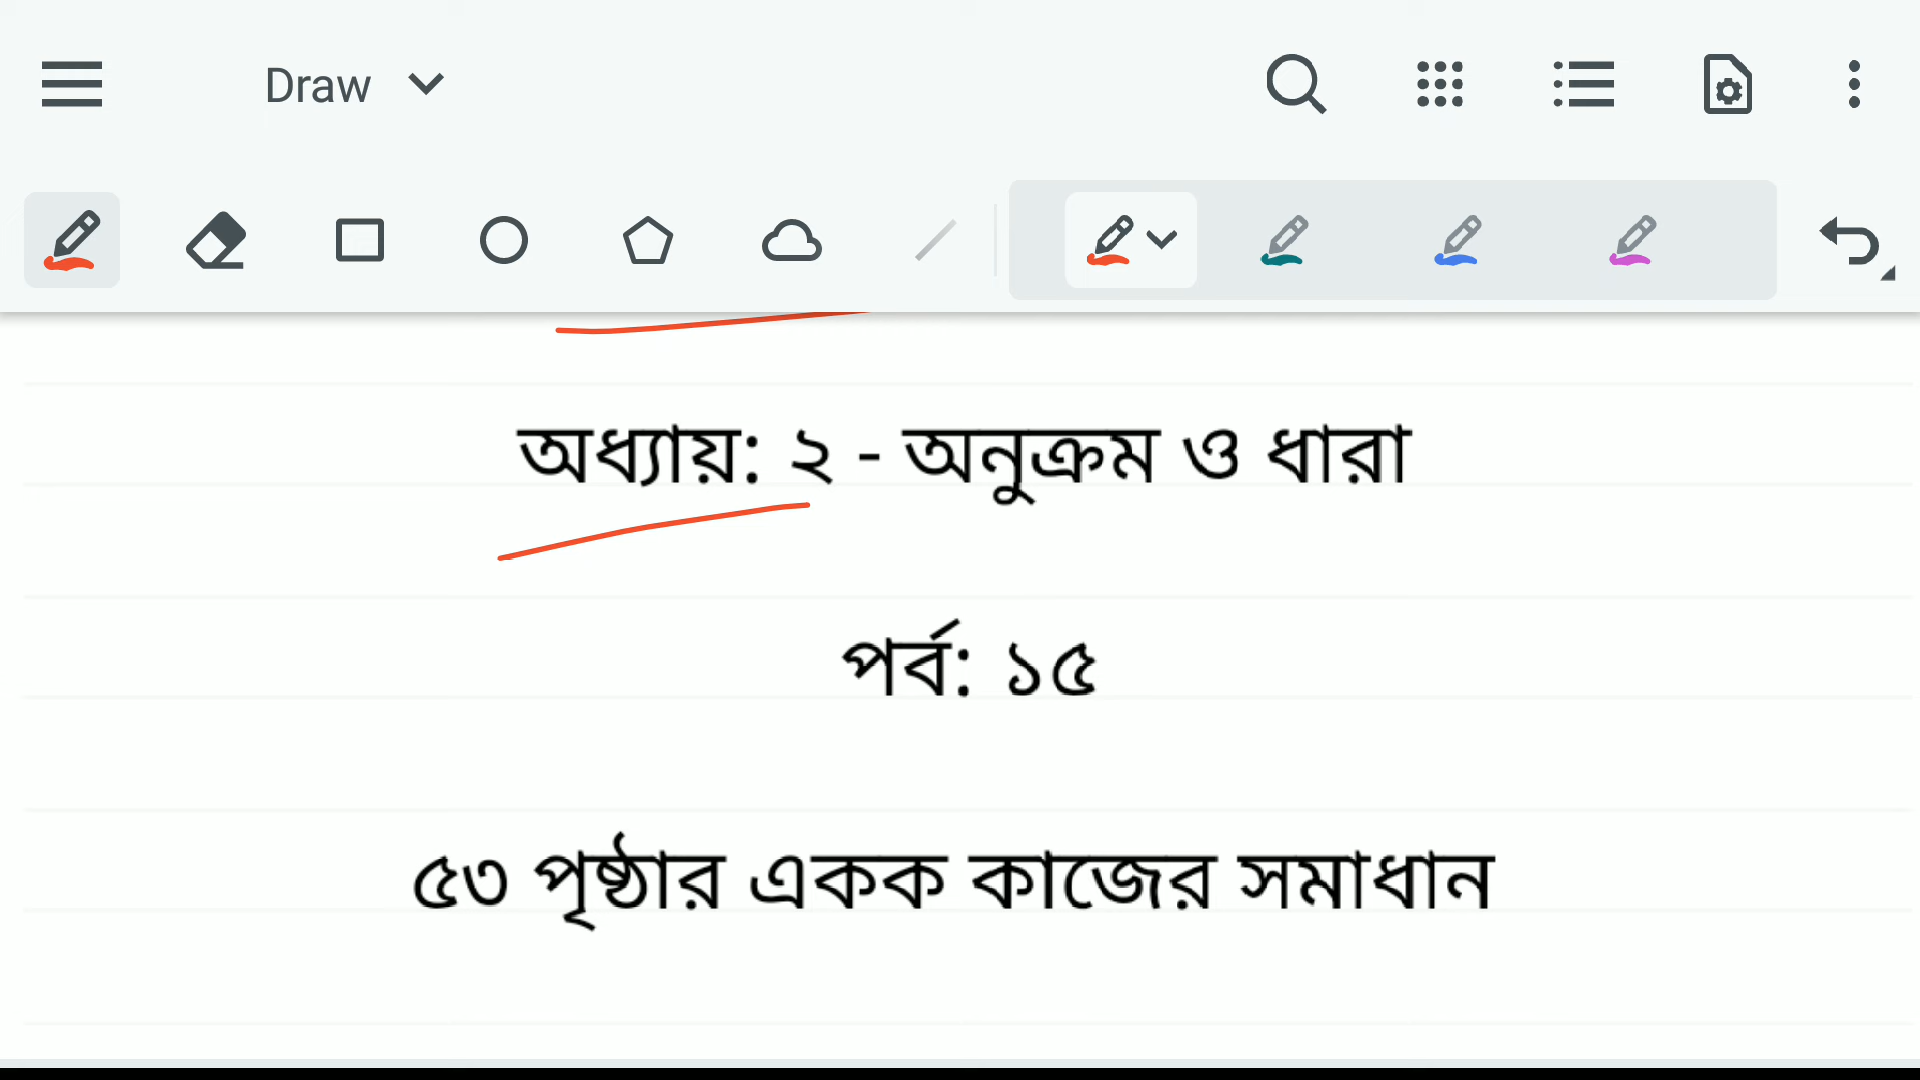 Draw
অধ্যায়: ২ - অনুক্রম ও ধারা
পর্ব: ১৫
৫৩ পৃষ্ঠার একক কাজের সমাধান